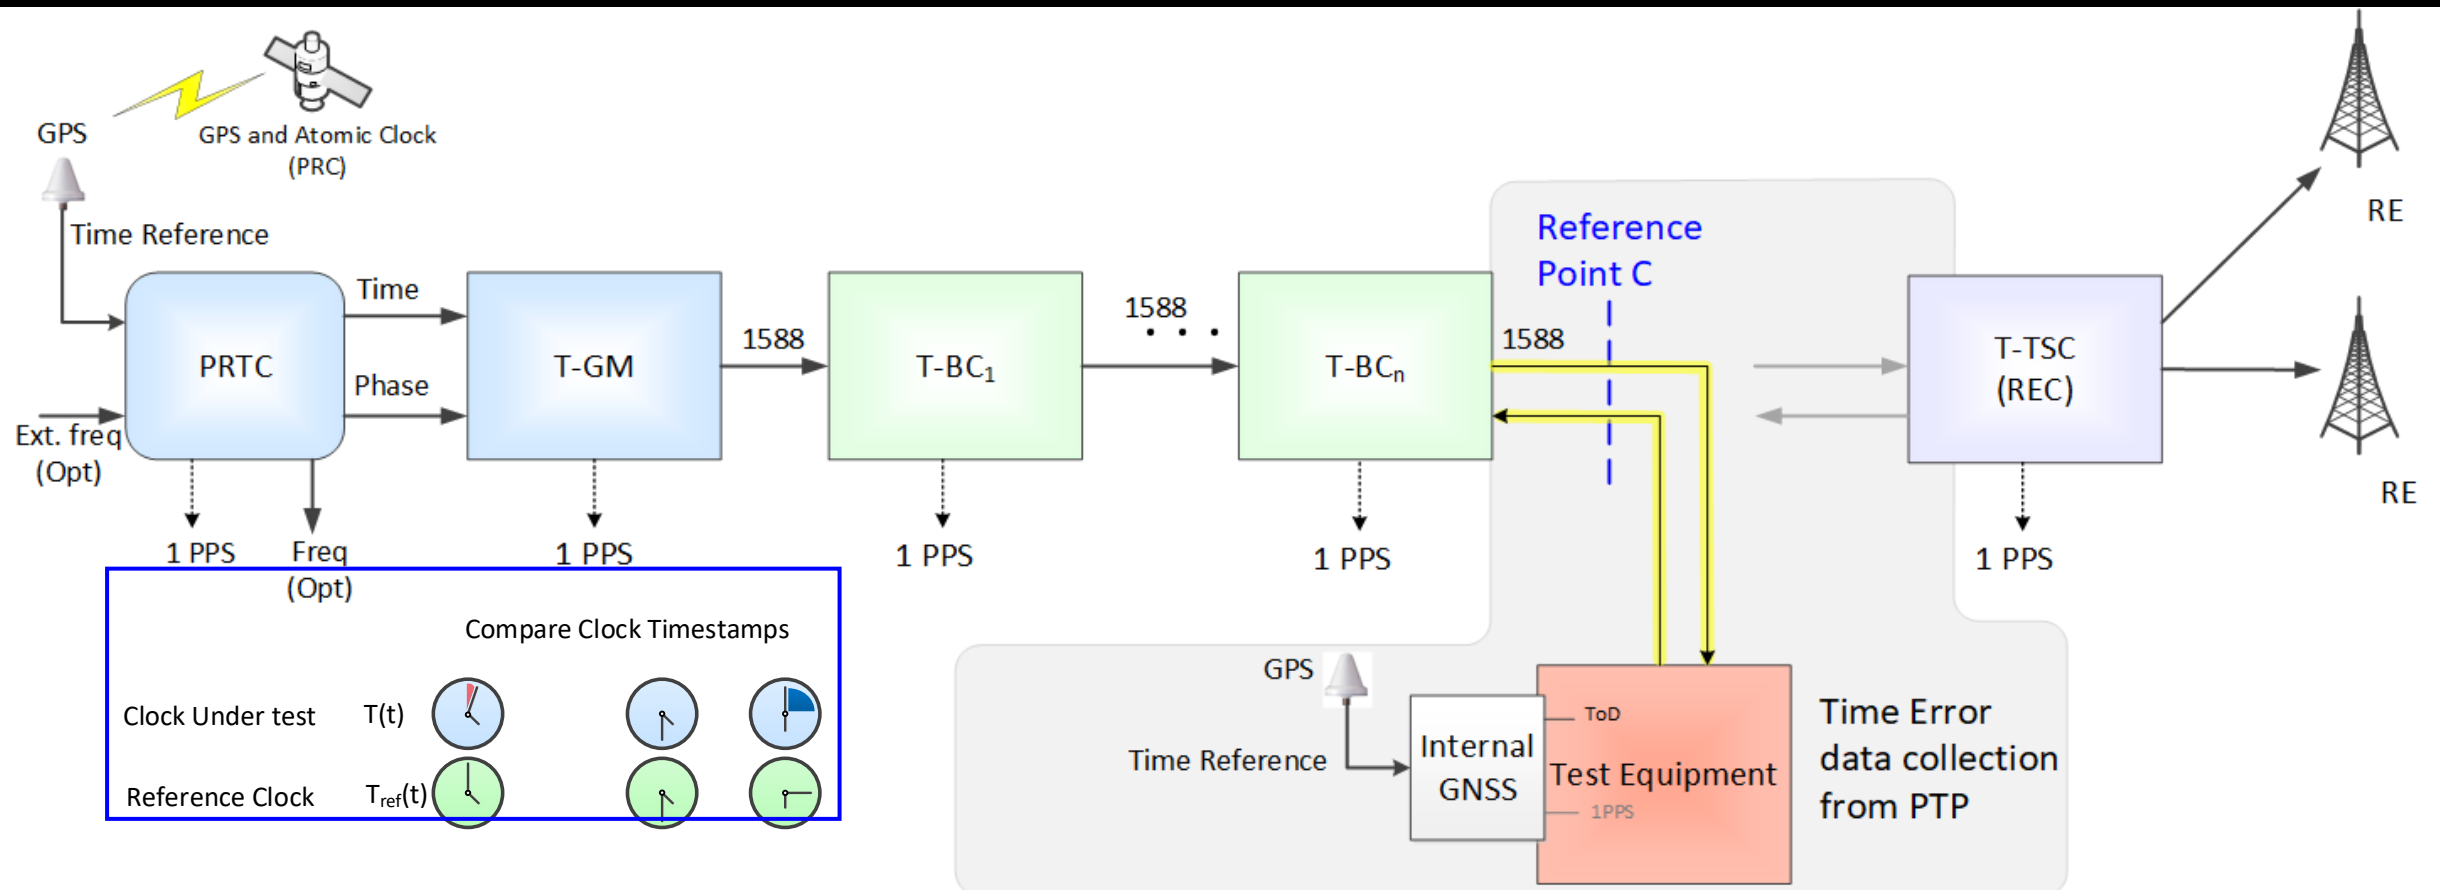 GPS
GPS and Atomic Clock
(PRC)
Time Reference
PRTC
Ext. freq
(Opt)
Time
Phase
T-GM
1588
T-BC1
1588
. . .
T-BCn
1588
Reference
Point C
T-TSC
(REC)
RE
RE
1 PPS
Freq
(Opt)
1 PPS
1 PPS
1 PPS
1 PPS
Compare Clock Timestamps
Clock Under test T(t)
Reference Clock Tref(t)
GPS
Time Reference
Internal
GNSS
ToD
Test Equipment
1PPS
Time Error
data collection
from PTP